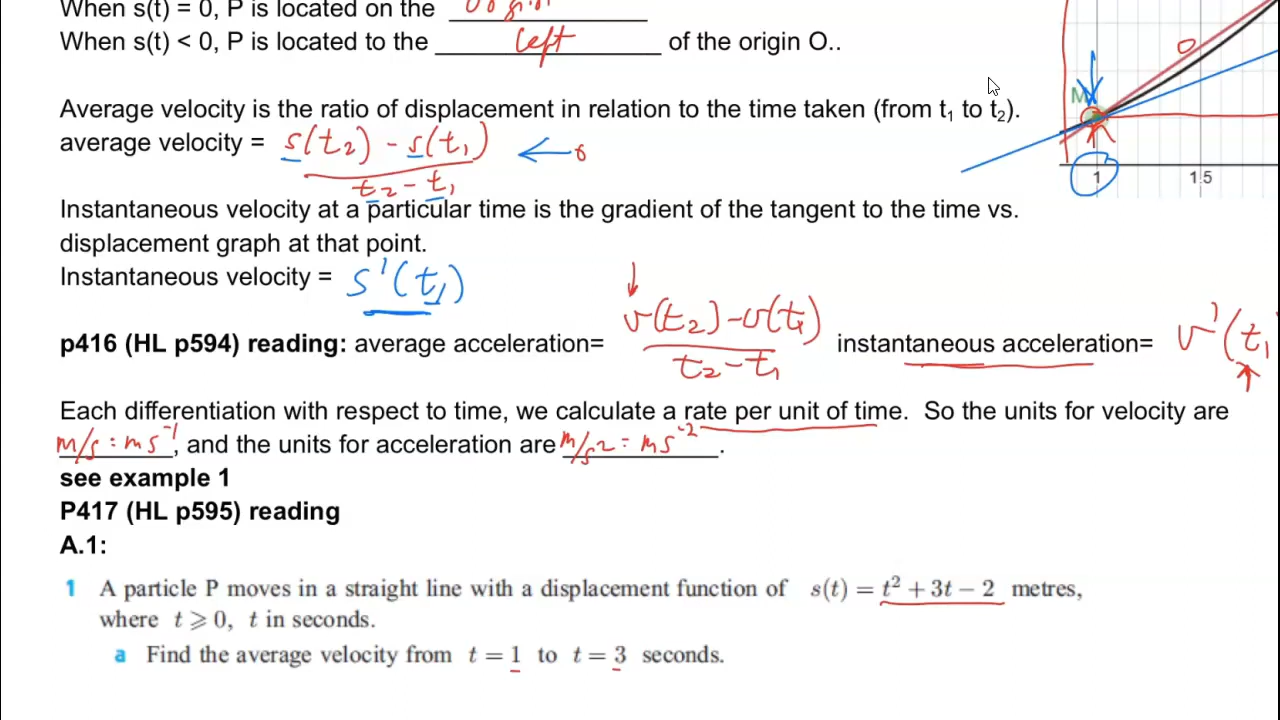 When s(t) = 0, P is located on the
When s(t) < 0, P is located to the left of the origin O..
Average velocity is the ratio of displacement in relation to the time taken (from t₁ to t₂).
average velocity = s(t₂) - s(t₁) / t₂ - t₁
Instantaneous velocity at a particular time is the gradient of the tangent to the time vs.
displacement graph at that point.
Instantaneous velocity = s'(t₁)
p416 (HL p594) reading: average acceleration= v(t₂) - v(t₁) / t₂ - t₁ instantaneous acceleration= v'(t₁
Each differentiation with respect to time, we calculate a rate per unit of time. So the units for velocity are
m/s = ms⁻¹, and the units for acceleration are m/s2 = ms⁻².
see example 1
P417 (HL p595) reading
A.1:
1 A particle P moves in a straight line with a displacement function of s(t) = t² + 3t − 2 metres,
where t ⩾ 0, t in seconds.
a Find the average velocity from t = 1 to t = 3 seconds.
M
1 1.5